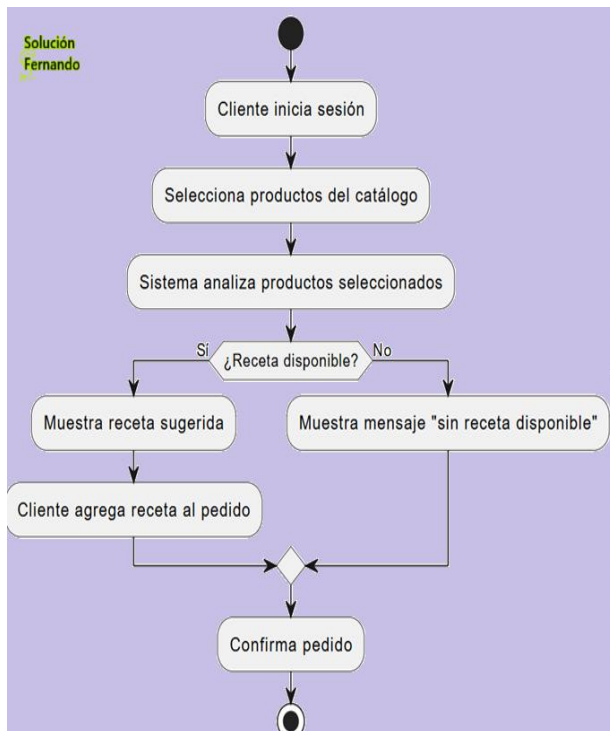 Solución
Fernando
Cliente inicia sesión
Selecciona productos del catálogo
Sistema analiza productos seleccionados
¿Receta disponible?
Sí
No
Muestra receta sugerida
Muestra mensaje "sin receta disponible"
Cliente agrega receta al pedido
Confirma pedido